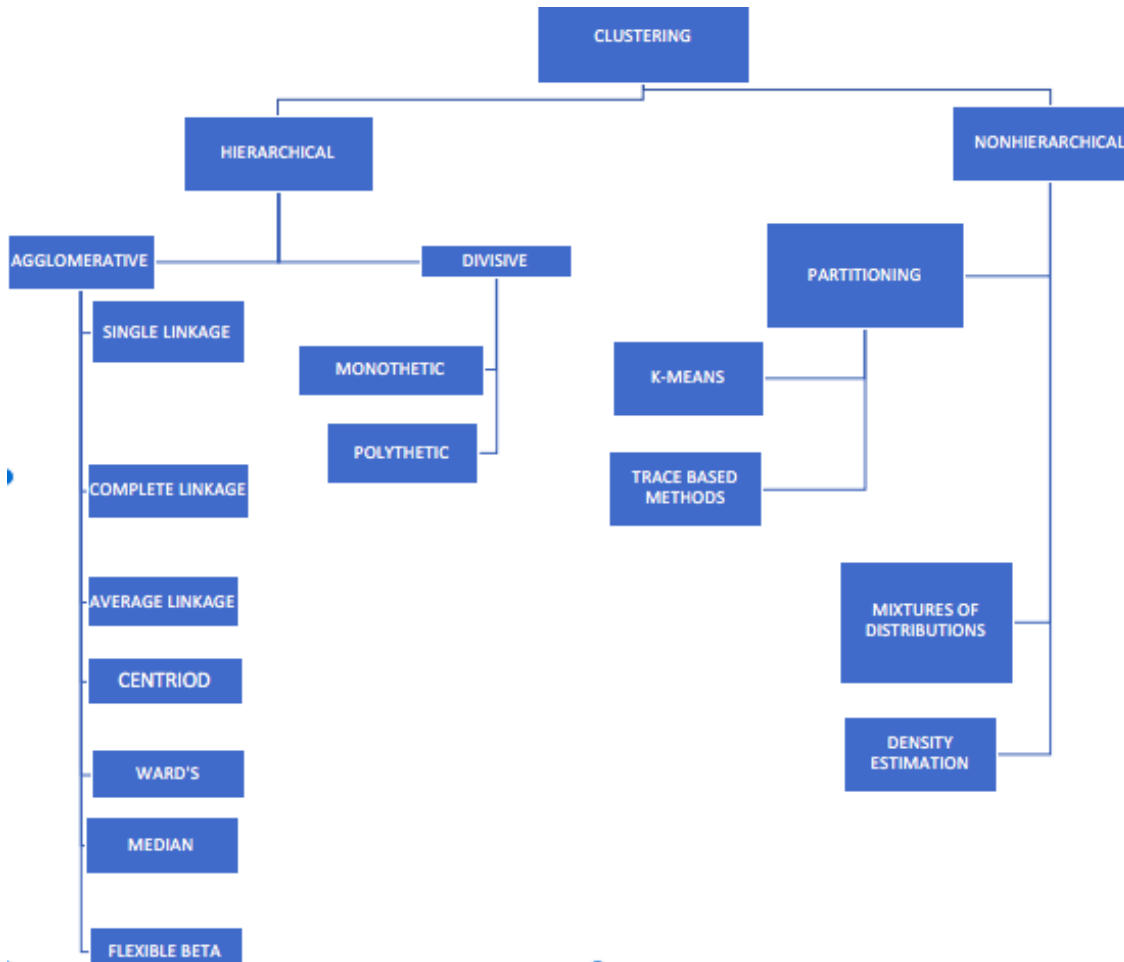 CLUSTERING
HIERARCHICAL
NONHIERARCHICAL
AGGLOMERATIVE
DIVISIVE
PARTITIONING
SINGLE LINKAGE
MONOTHETIC
K-MEANS
POLYTHETIC
TRACE BASED
METHODS
COMPLETE LINKAGE
AVERAGE LINKAGE
MIXTURES OF
DISTRIBUTIONS
CENTRIOD
WARD'S
DENSITY
ESTIMATION
MEDIAN
FLEXIBLE BETA